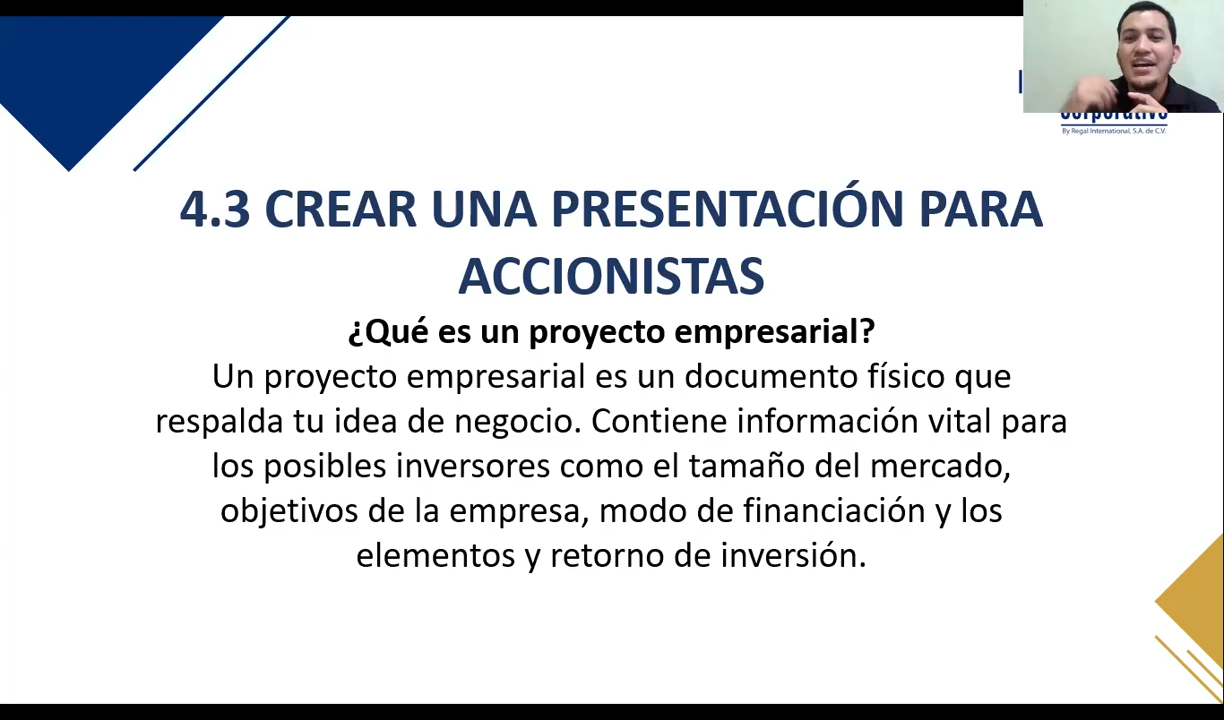 By Regal International, S.A. de C.V.
4.3 CREAR UNA PRESENTACIÓN PARA
ACCIONISTAS
¿Qué es un proyecto empresarial?
Un proyecto empresarial es un documento físico que
respalda tu idea de negocio. Contiene información vital para
los posibles inversores como el tamaño del mercado,
objetivos de la empresa, modo de financiación y los
elementos y retorno de inversión.